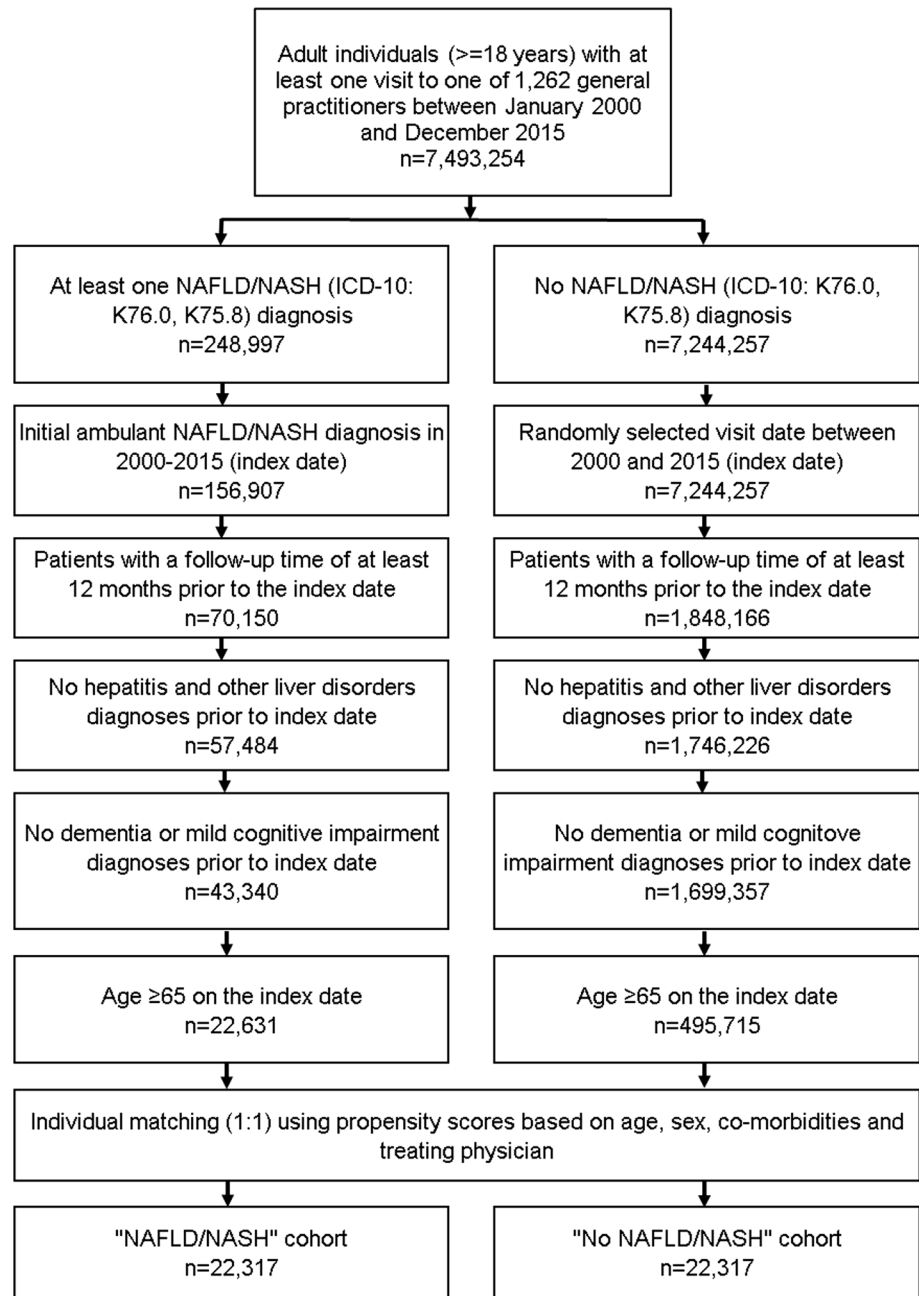 Adult individuals (>=18 years) with at
least one visit to one of 1,262 general
practitioners between January 2000
and December 2015
n=7,493,254
At least one NAFLD/NASH (ICD-10:
K76.0, K75.8) diagnosis
n=248,997
No NAFLD/NASH (ICD-10: K76.0,
K75.8) diagnosis
n=7,244,257
Initial ambulant NAFLD/NASH diagnosis in
2000-2015 (index date)
n=156,907
Randomly selected visit date between
2000 and 2015 (index date)
n=7,244,257
Patients with a follow-up time of at least
12 months prior to the index date
n=70,150
Patients with a follow-up time of at least
12 months prior to the index date
n=1,848,166
No hepatitis and other liver disorders
diagnoses prior to index date
n=57,484
No hepatitis and other liver disorders
diagnoses prior to index date
n=1,746,226
No dementia or mild cognitive impairment
diagnoses prior to index date
n=43,340
No dementia or mild cognitove
impairment diagnoses prior to index date
n=1,699,357
Age ≥65 on the index date
n=22,631
Age ≥65 on the index date
n=495,715
Individual matching (1:1) using propensity scores based on age, sex, co-morbidities and
treating physician
"NAFLD/NASH" cohort
n=22,317
"No NAFLD/NASH" cohort
n=22,317